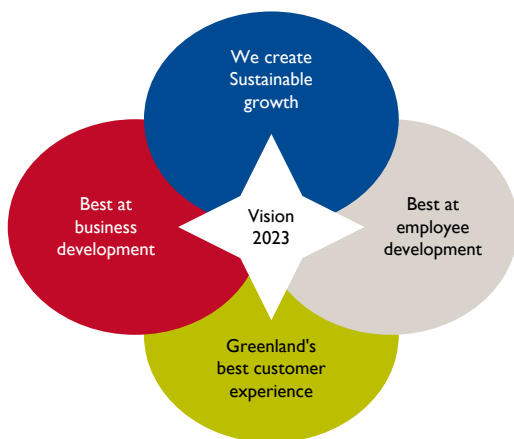 We create
Sustainable
growth
Best at
business
development
Vision
2023
Best at
employee
development
Greenland's
best customer
experience